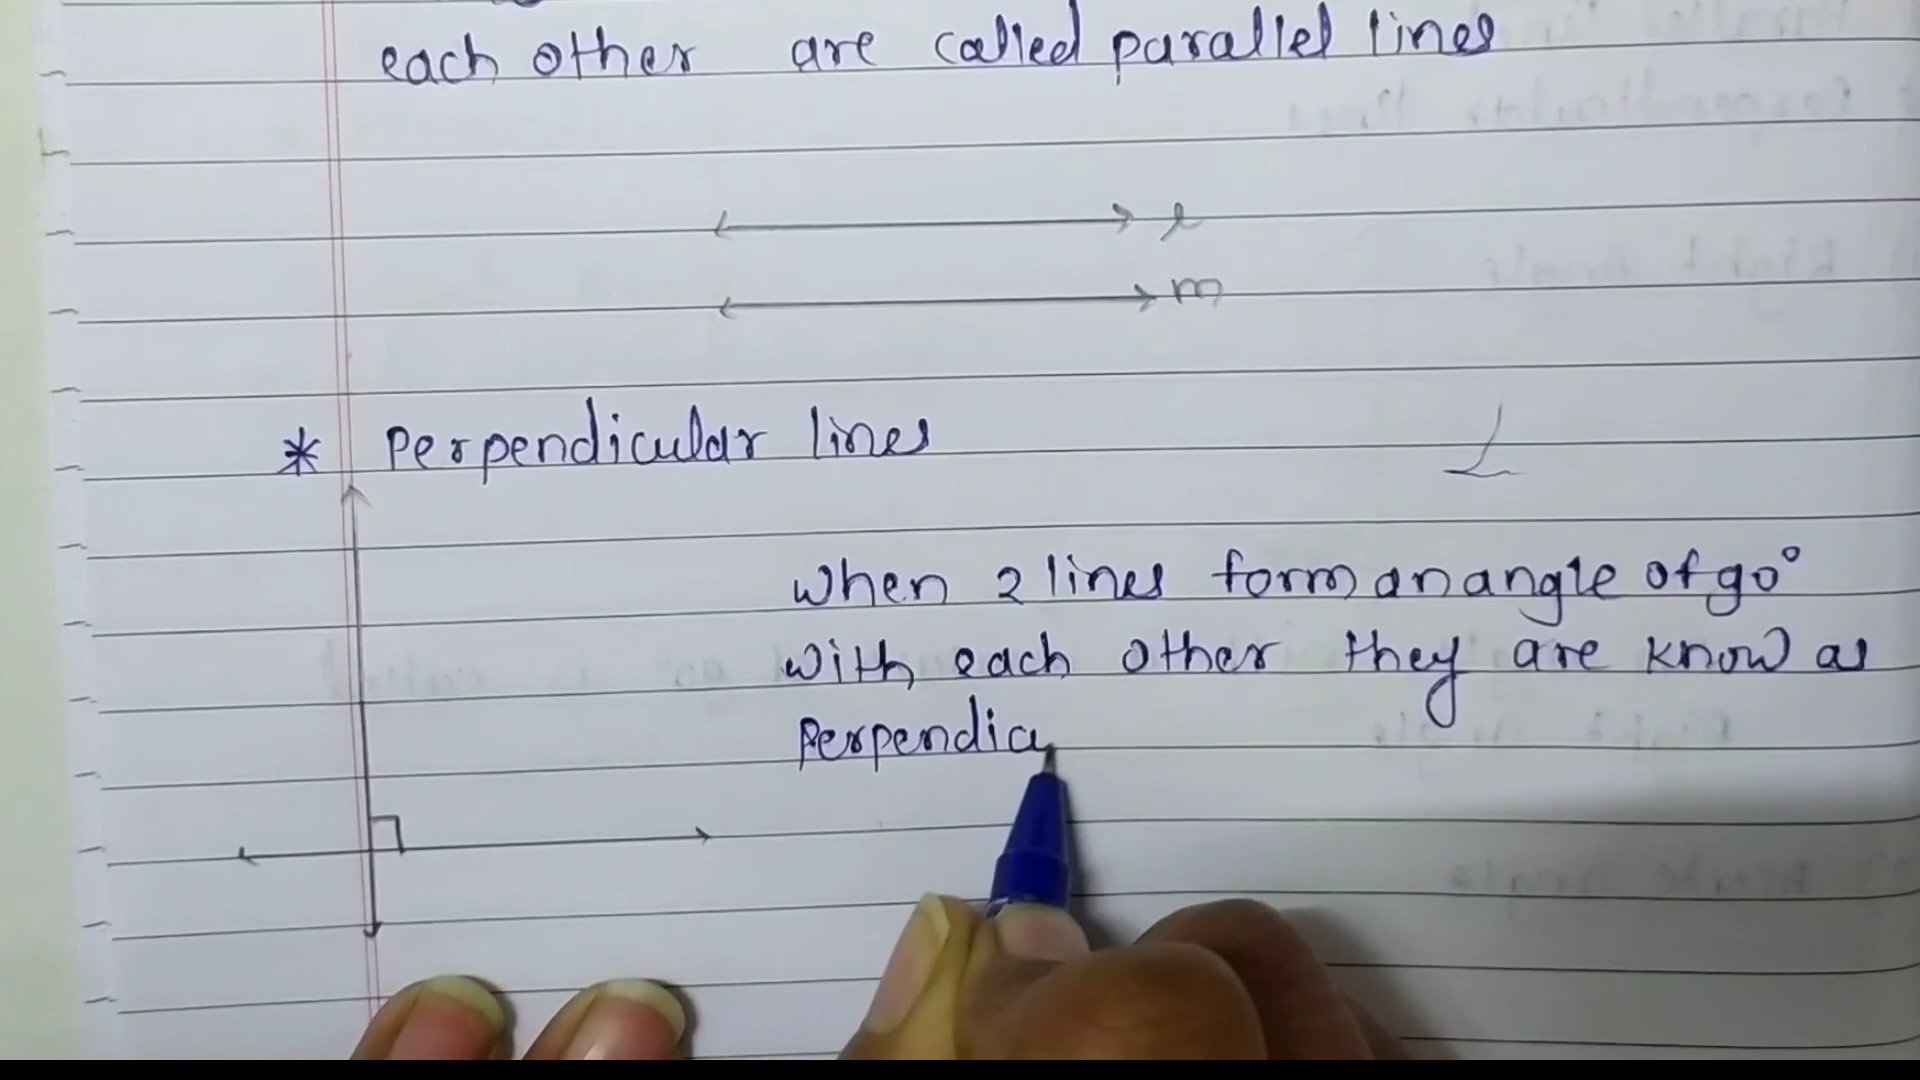 each other are called parallel lines
l
m
* Perpendicular lines
When 2 lines form an angle of 90°
with each other they are know as
Perpendicu